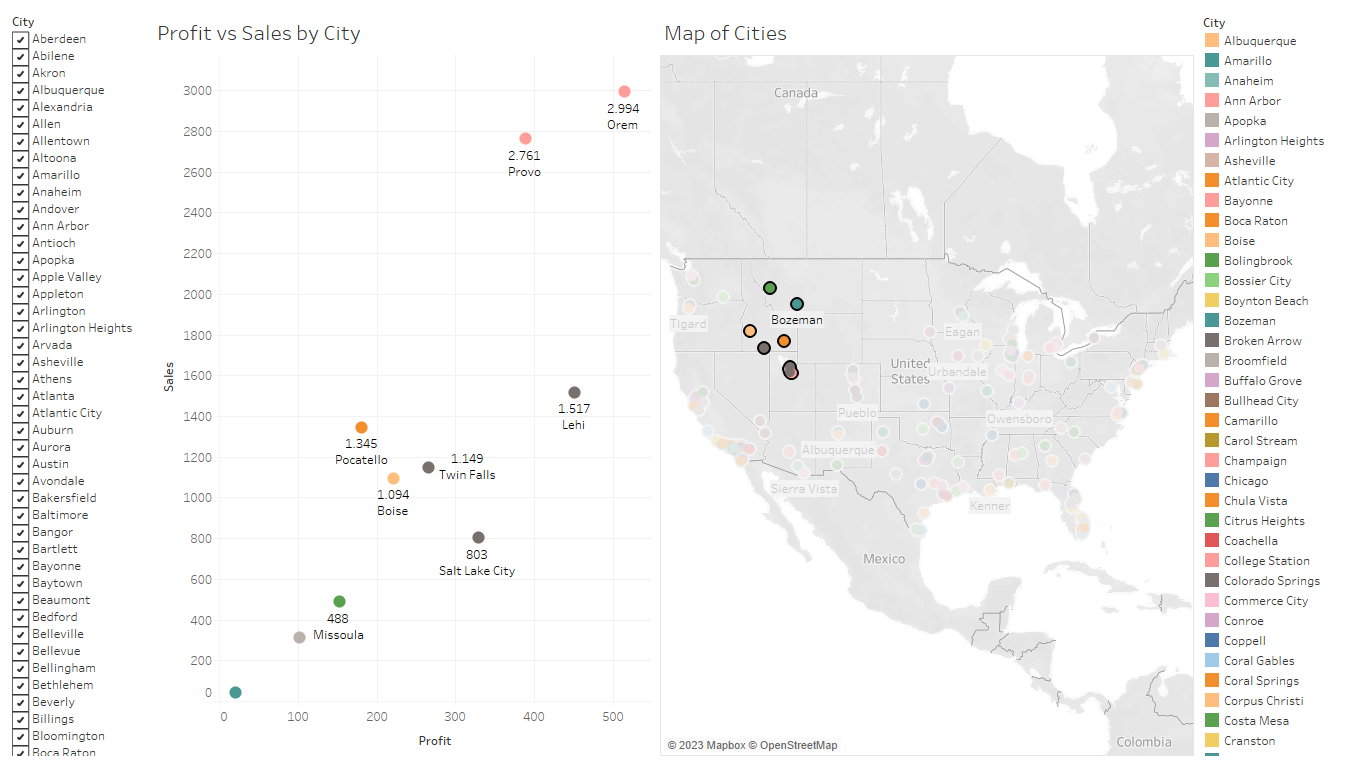 City
Aberdeen
Abilene
Akron
Albuquerque
Alexandria
Allen
Allentown
Altoona
Amarillo
Anaheim
Andover
Ann Arbor
Antioch
Apopka
Apple Valley
Appleton
Arlington
Arlington Heights
Arvada
Asheville
Athens
Atlanta
Atlantic City
Auburn
Aurora
Austin
Avondale
Bakersfield
Baltimore
Bangor
Bartlett
Bayonne
Baytown
Beaumont
Bedford
Belleville
Bellevue
Bellingham
Bethlehem
Beverly
Billings
Bloomington
Boca Raton
Profit vs Sales by City
Sales
3000
2800
2600
2400
2200
2000
1800
1600
1400
1200
1000
800
600
400
200
0
2.994
Orem
2.761
Provo
1.517
Lehi
1.345
Pocatello
1.149
Twin Falls
1.094
Boise
803
Salt Lake City
488
Missoula
0 100 200 300 400 500
Profit
Map of Cities
Canada
Tigard
Bozeman
Eagan
United
States
Urbandale
Pueblo
Owensboro
Albuquerque
Sierra Vista
Kenner
Mexico
Colombia
© 2023 Mapbox © OpenStreetMap
City
Albuquerque
Amarillo
Anaheim
Ann Arbor
Apopka
Arlington Heights
Asheville
Atlantic City
Bayonne
Boca Raton
Boise
Bolingbrook
Bossier City
Boynton Beach
Bozeman
Broken Arrow
Broomfield
Buffalo Grove
Bullhead City
Camarillo
Carol Stream
Champaign
Chicago
Chula Vista
Citrus Heights
Coachella
College Station
Colorado Springs
Commerce City
Conroe
Coppell
Coral Gables
Coral Springs
Corpus Christi
Costa Mesa
Cranston